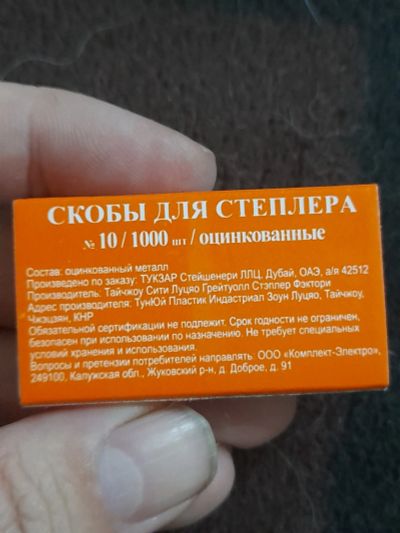 СКОБЫ ДЛЯ СТЕПЛЕРА
№ 10 / 1000 шт / оцинкованные
Состав: оцинкованный металл
Произведено по заказу: ТУКЗАР Стейшенери ЛЛЦ. Дубай, ОАЭ, а/я 42512
Производитель: Тайчжоу Сити Луцяо Грейтуолл Стэплер Фэктори
Адрес производителя: ТунЮй Пластик Индастриал Зоун Луцяо, Тайчжоу,
Чжэцзян, КНР
Обязательной сертификации не подлежит. Срок годности не ограничен,
безопасен при использовании по назначению. Не требует специальных
условий хранения и использования.
Вопросы и претензии потребителей направлять: ООО «Комплект-Электро»,
249100, Калужская обл., Жуковский р-н, д. Доброе, д. 91